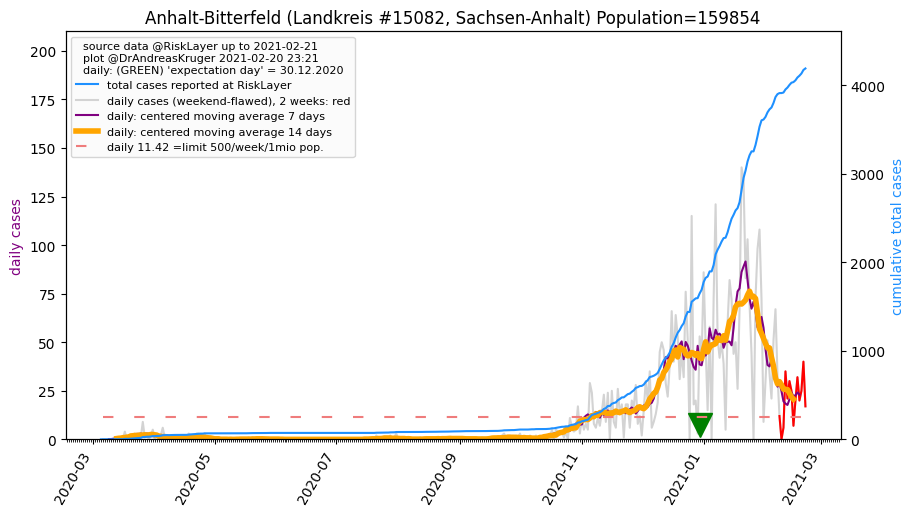 Anhalt-Bitterfeld (Landkreis #15082, Sachsen-Anhalt) Population=159854
source data @RiskLayer up to 2021-02-21
plot @DrAndreasKruger 2021-02-20 23:21
daily: (GREEN) 'expectation day' = 30.12.2020
total cases reported at RiskLayer
daily cases (weekend-flawed), 2 weeks: red
daily: centered moving average 7 days
daily: centered moving average 14 days
daily 11.42 =limit 500/week/1mio pop.
daily cases
200
175
150
125
100
75
50
25
0
4000
3000
2000
1000
0
cumulative total cases
2020-03
2020-05
2020-07
2020-09
2020-11
2021-01
2021-03